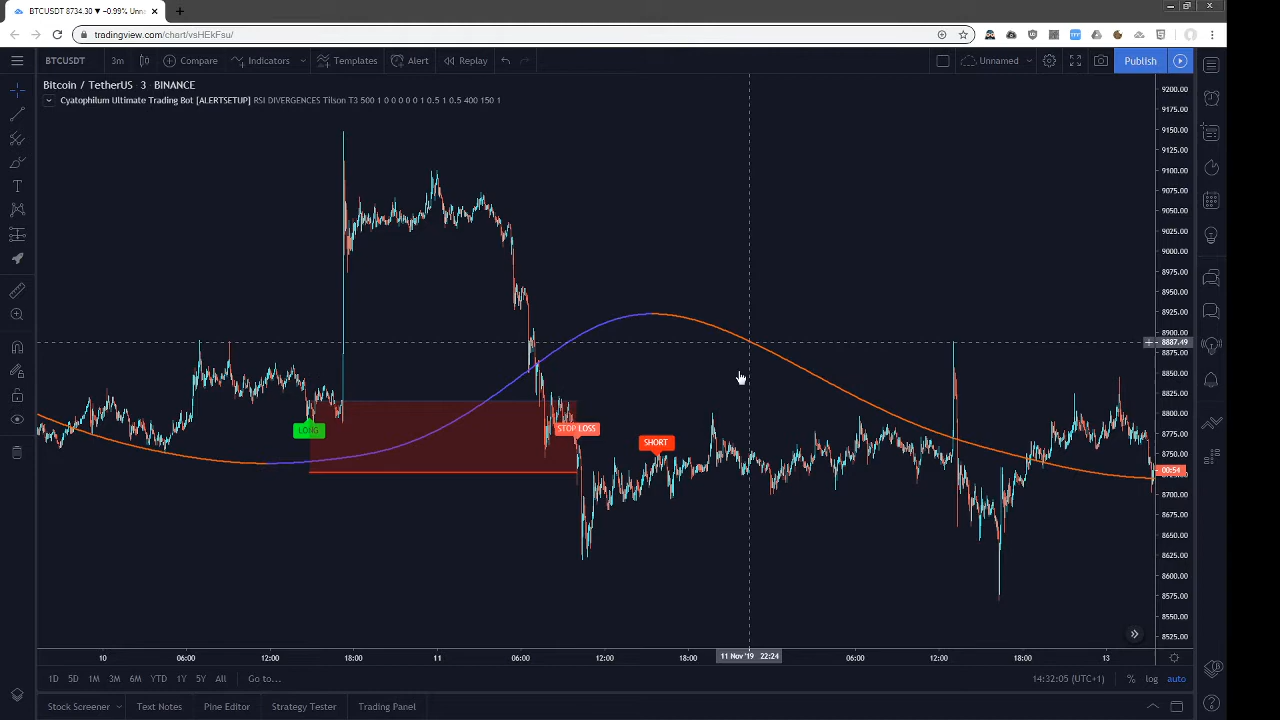 BTCUSDT 8734.30 ▼ −0.99% Unna
tradingview.com/chart/vsHEkFsu/
BTCUSDT 3m Compare Indicators Templates Alert Replay Unnamed Publish
Bitcoin / TetherUS 3 BINANCE
Cyatophilum Ultimate Trading Bot [ALERTSETUP] RSI DIVERGENCES Tilson T3 500 1 0 0 0 0 0 1 0.5 1 0.5 400 150 1
9200.00
9150.00
9125.00
9100.00
9075.00
9050.00
9025.00
9000.00
8975.00
8950.00
8925.00
8900.00
8887.49
8875.00
8850.00
8825.00
8800.00
8775.00
8750.00
00:54
8700.00
8675.00
8650.00
8625.00
8600.00
8575.00
8550.00
8525.00
LONG
STOP LOSS
SHORT
10 06:00 12:00 18:00 11 06:00 12:00 18:00 11 Nov '19 22:24 06:00 12:00 18:00 13
1D 5D 1M 3M 6M YTD 1Y 5Y All Go to... 14:32:05 (UTC+1) % log auto
Stock Screener Text Notes Pine Editor Strategy Tester Trading Panel